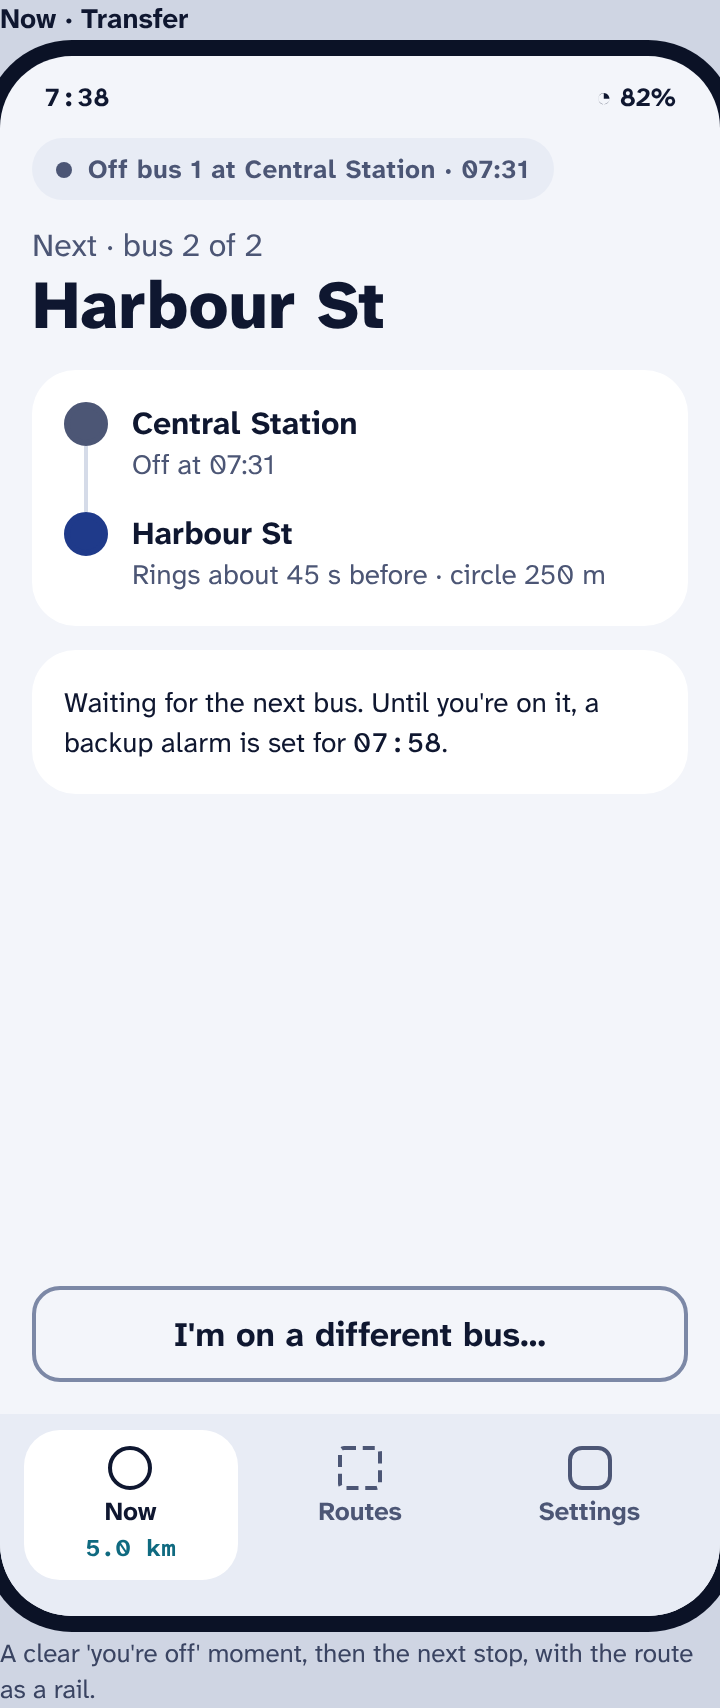 Now · Transfer
7:38
82%
Off bus 1 at Central Station · 07:31
Next · bus 2 of 2
Harbour St
Central Station
Off at 07:31
Harbour St
Rings about 45 s before · circle 250 m
Waiting for the next bus. Until you're on it, a
backup alarm is set for 07:58.
I'm on a different bus...
Now
Routes
Settings
5.0 km
A clear 'you're off' moment, then the next stop, with the route
as a rail.